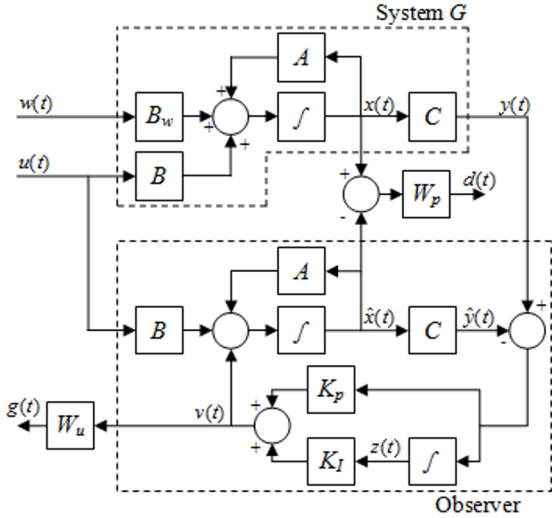 System G
A
+
w(t)
B_w
+
∫
x(t)
C
y(t)
+
u(t)
B
+
-
W_p
d(t)
A
B
∫
x̂(t)
C
ŷ(t)
+
-
K_p
g(t)
W_u
v(t)
+
+
K_I
z(t)
∫
Observer